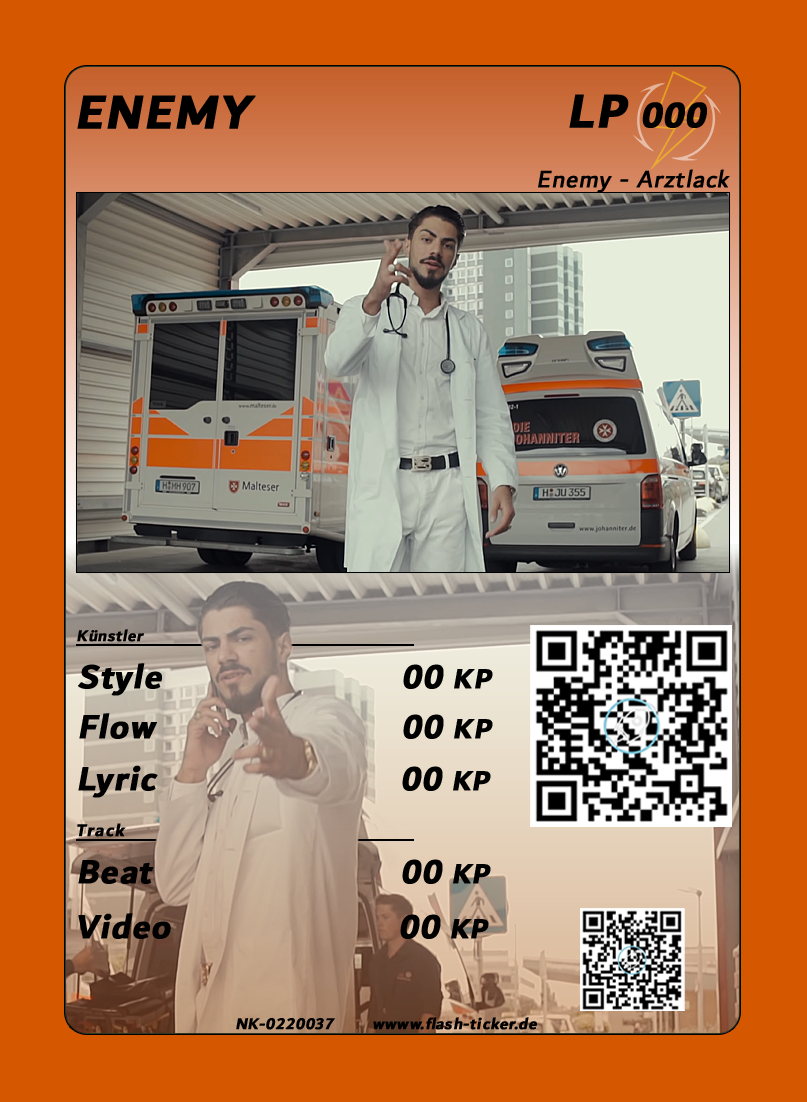 ENEMY
LP 000
Enemy - Arztlack
www.malteser.de
H HH 907
Malteser
DIE
JOHANNITER
H JU 355
www.johanniter.de
Künstler
Style 00 KP
Flow 00 KP
Lyric 00 KP
Track
Beat 00 KP
Video 00 KP
NK-0220037 wwww.flash-ticker.de